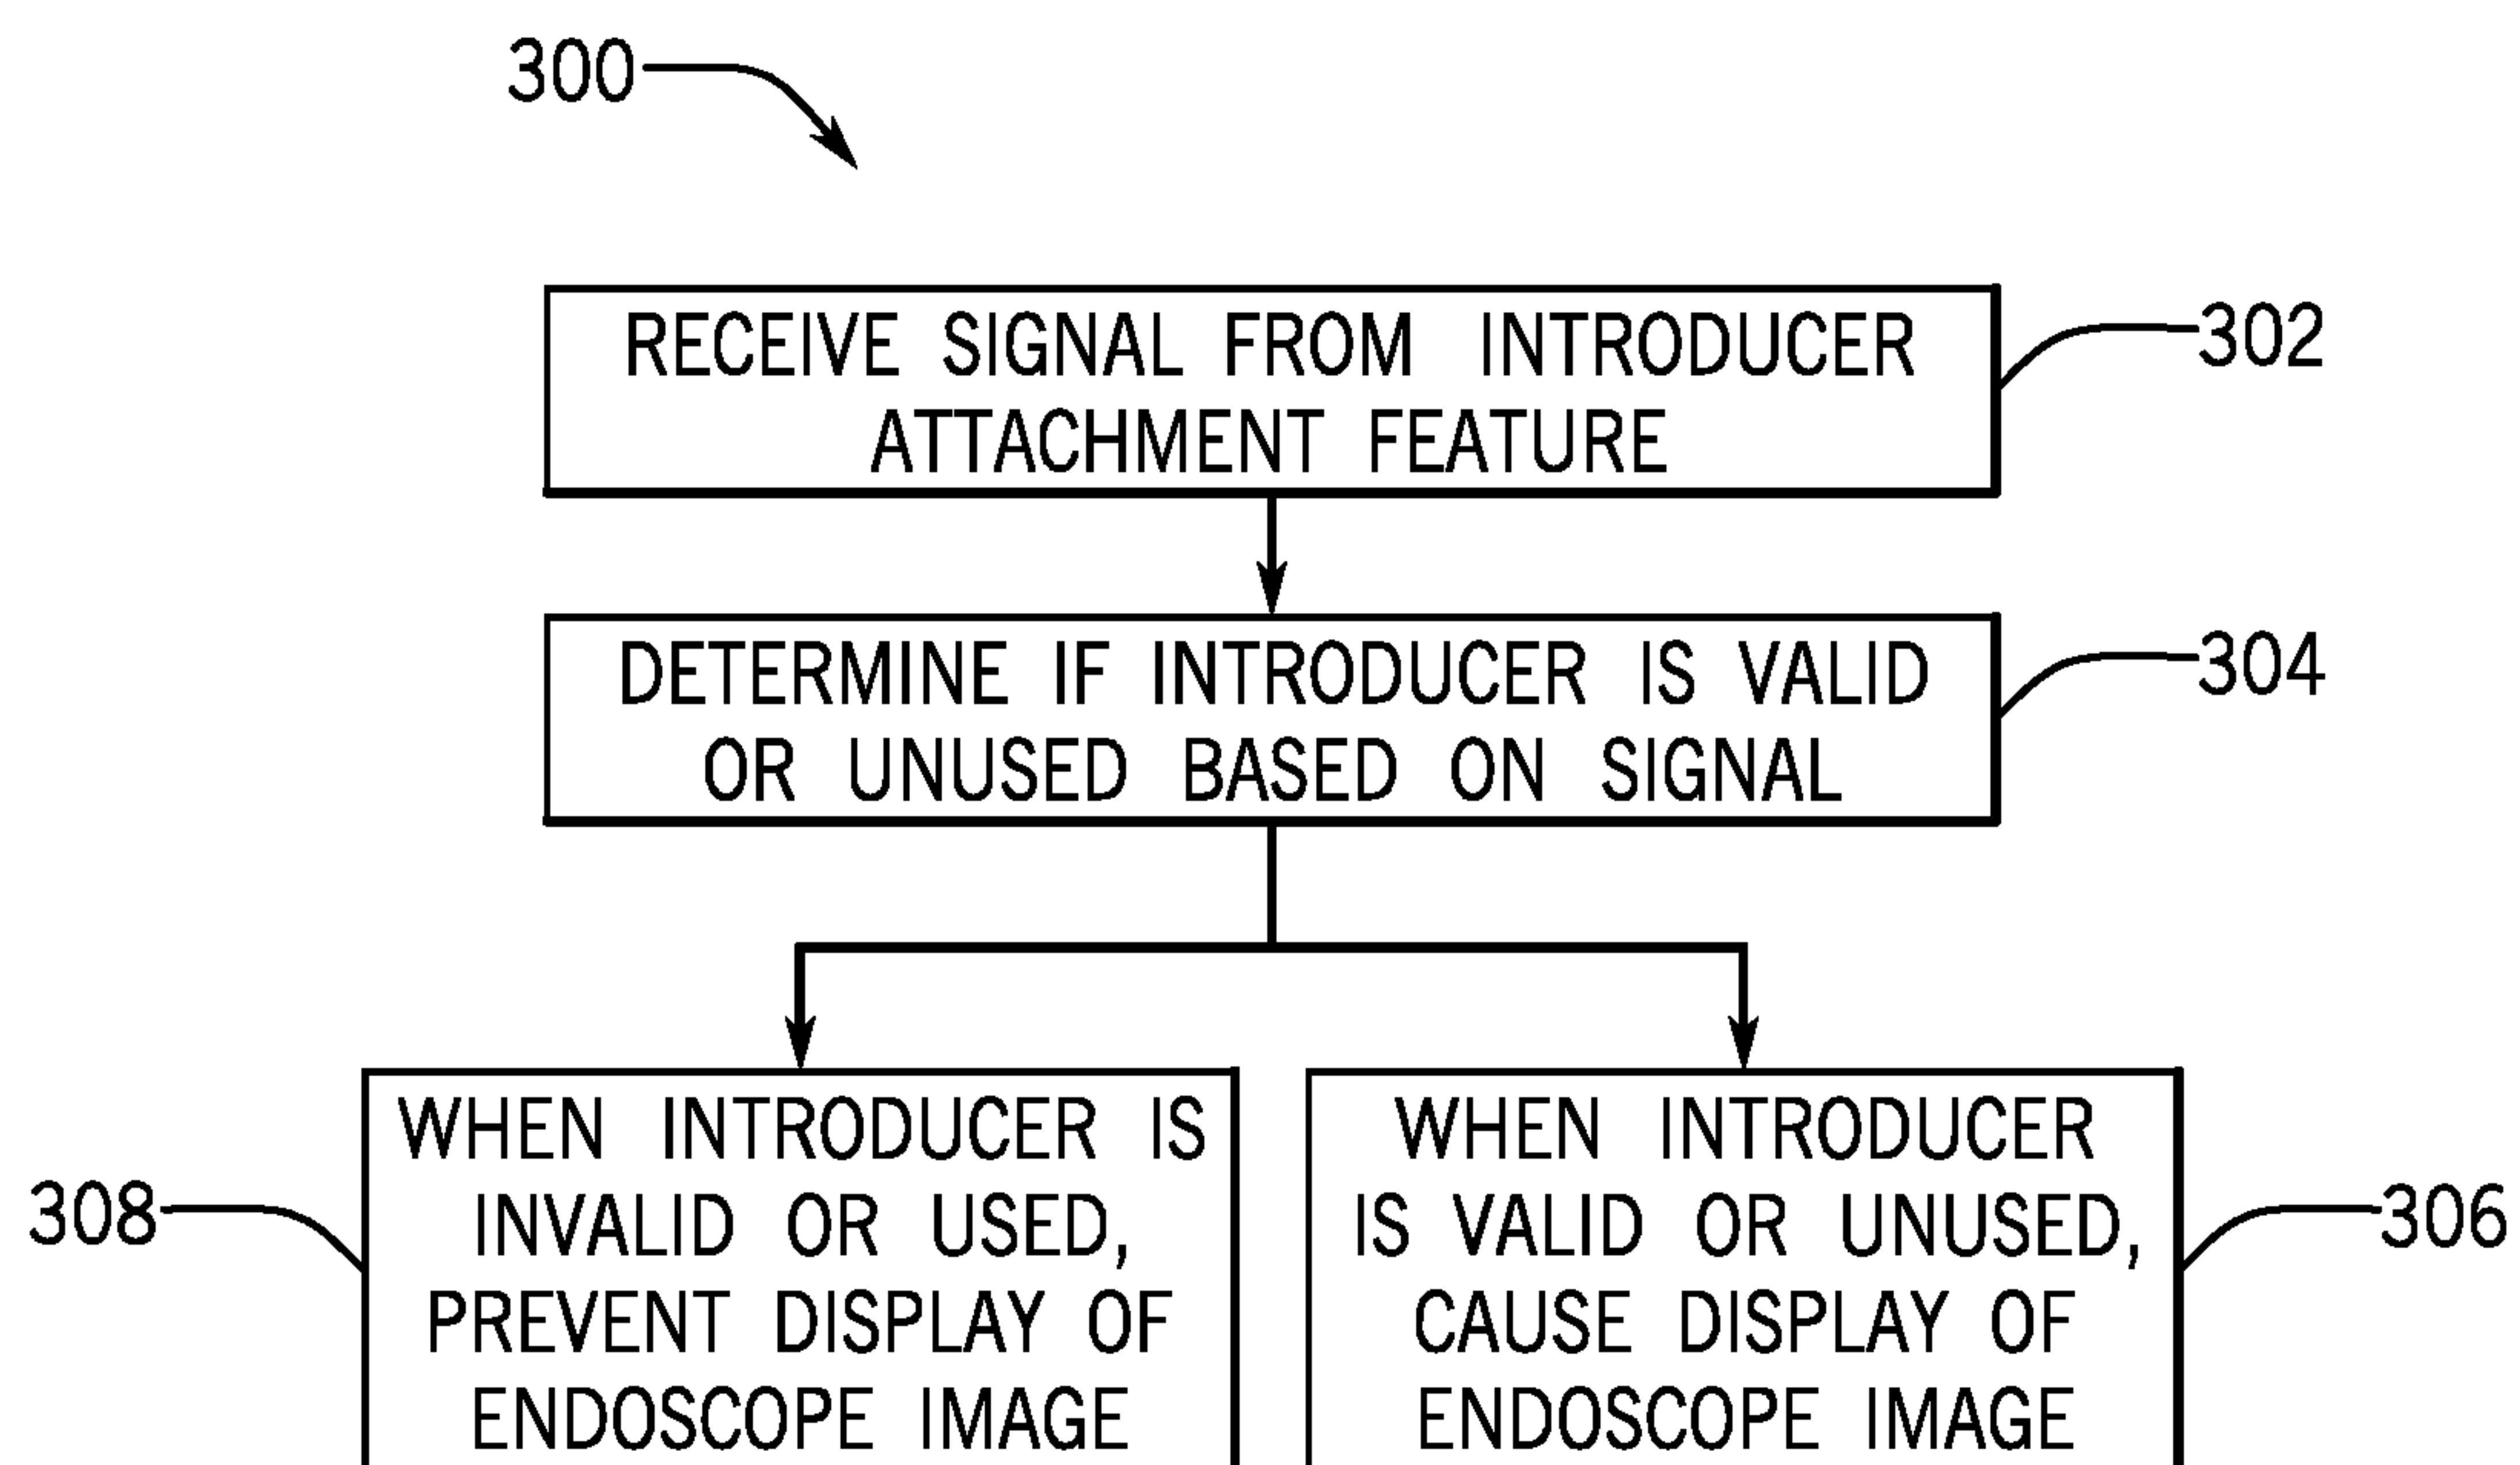 300
RECEIVE SIGNAL FROM INTRODUCER
ATTACHMENT FEATURE
302
DETERMINE IF INTRODUCER IS VALID
OR UNUSED BASED ON SIGNAL
304
308
WHEN INTRODUCER IS
INVALID OR USED,
PREVENT DISPLAY OF
ENDOSCOPE IMAGE
WHEN INTRODUCER
IS VALID OR UNUSED,
CAUSE DISPLAY OF
ENDOSCOPE IMAGE
306